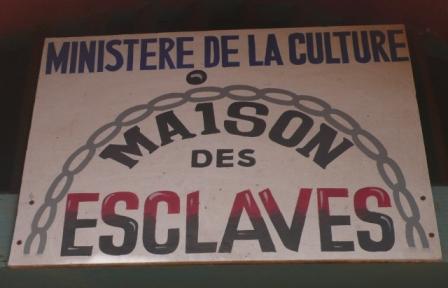 MINISTERE DE LA CULTURE
MAISON
DES
ESCLAVES